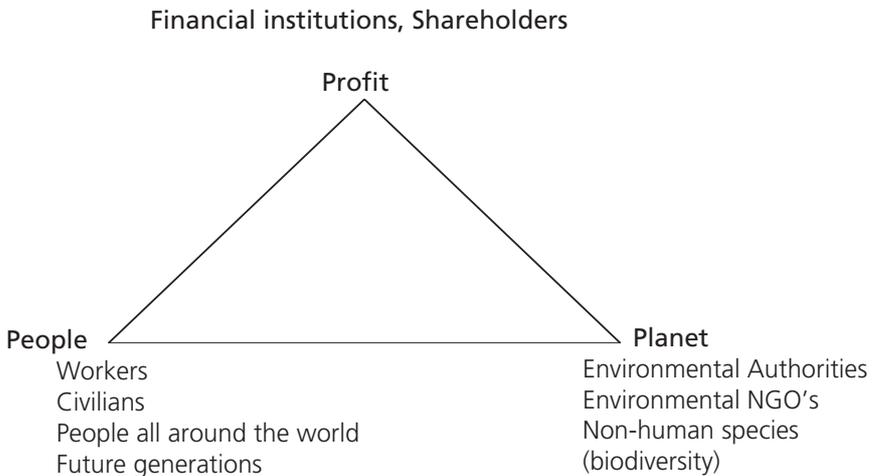 Financial institutions, Shareholders
Profit
People
Workers
Civilians
People all around the world
Future generations
Planet
Environmental Authorities
Environmental NGO's
Non-human species
(biodiversity)